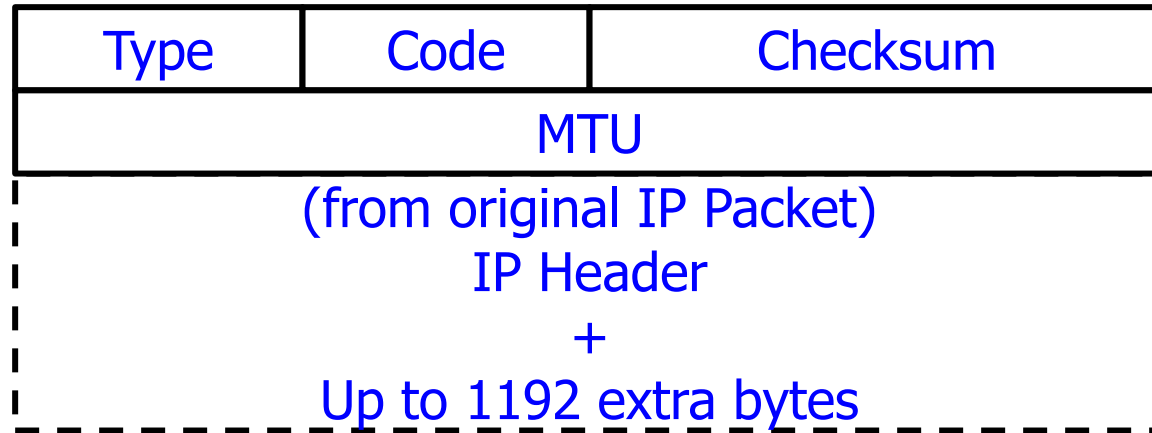 Type Code Checksum
MTU
(from original IP Packet)
IP Header
+
Up to 1192 extra bytes